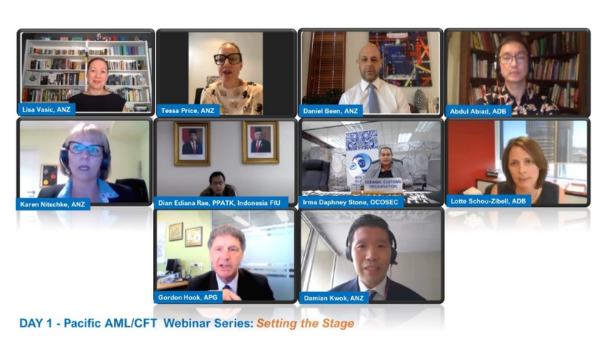 Lisa Vasic, ANZ
Tessa Price, ANZ
Daniel Been, ANZ
Abdul Abiad, ADB
Karen Nitschke, ANZ
Dian Ediana Rae, PPATK, Indonesia FIU
Irma Daphney Stone, OCOSEC
Lotte Schou-Zibell, ADB
Gordon Hook, APG
Damian Kwok, ANZ
DAY 1 - Pacific AML/CFT Webinar Series: Setting the Stage